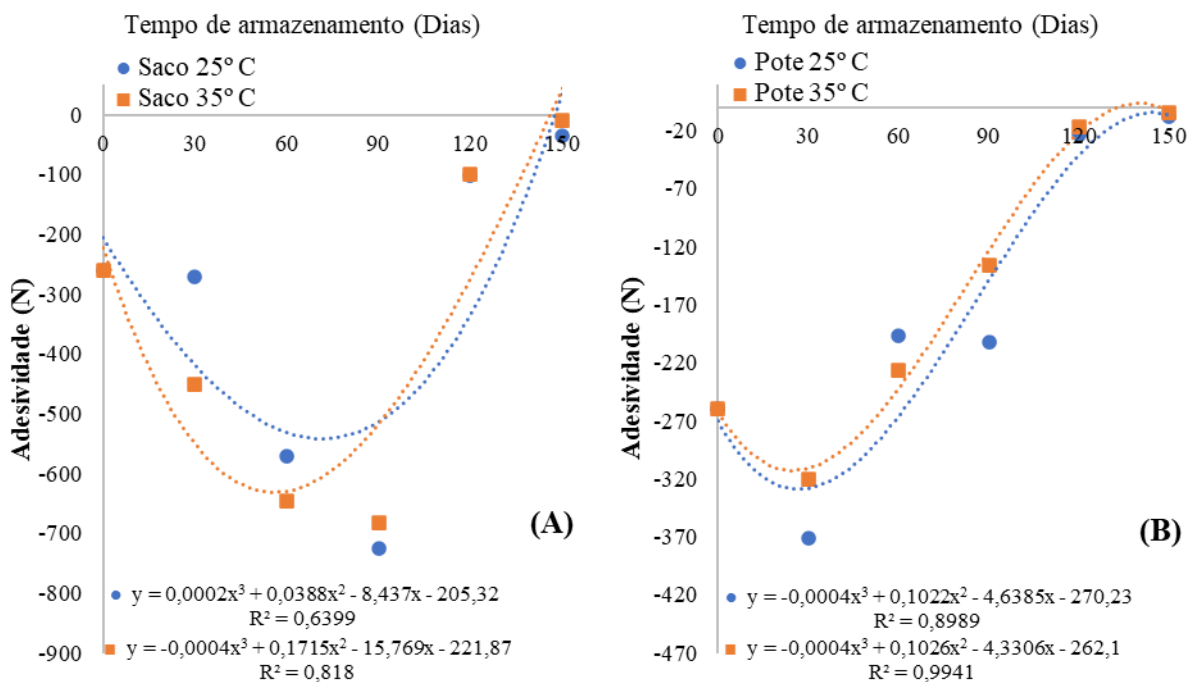 Tempo de armazenamento (Dias)
Saco 25º C
Saco 35º C
0
-100
-200
-300
-400
-500
-600
-700
-800
-900
0 30 60 90 120 150
Adesividade (N)
(A)
y = 0,0002x³ + 0,0388x² - 8,437x - 205,32
R² = 0,6399
y = -0,0004x³ + 0,1715x² - 15,769x - 221,87
R² = 0,818
Tempo de armazenamento (Dias)
Pote 25º C
Pote 35º C
-20
-70
-120
-170
-220
-270
-320
-370
-420
-470
0 30 60 90 120 150
Adesividade (N)
(B)
y = -0,0004x³ + 0,1022x² - 4,6385x - 270,23
R² = 0,8989
y = -0,0004x³ + 0,1026x² - 4,3306x - 262,1
R² = 0,9941